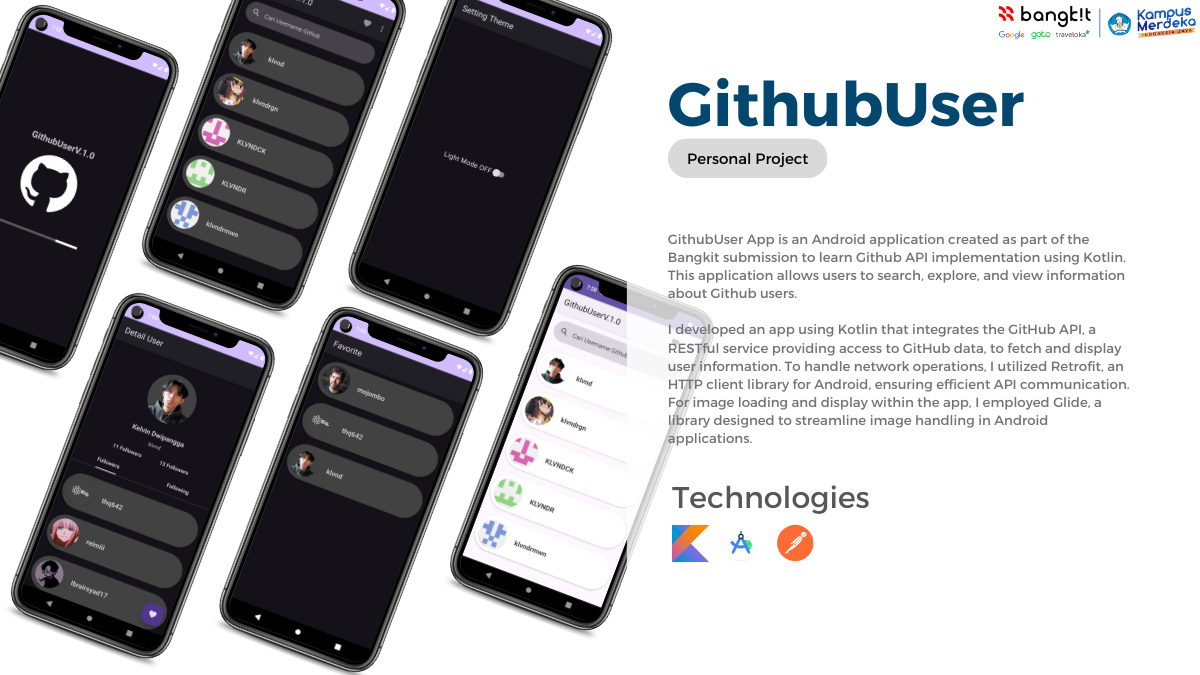 bangk!t
Google goto traveloka
Kampus
Merdeka
INDONESIA JAYA
GithubUser
Personal Project
GithubUser App is an Android application created as part of the
Bangkit submission to learn Github API implementation using Kotlin.
This application allows users to search, explore, and view information
about Github users.
I developed an app using Kotlin that integrates the GitHub API, a
RESTful service providing access to GitHub data, to fetch and display
user information. To handle network operations, I utilized Retrofit, an
HTTP client library for Android, ensuring efficient API communication.
For image loading and display within the app, I employed Glide, a
library designed to streamline image handling in Android
applications.
Technologies
GithubUserV.1.0
.1.0
Cari Username Github
klvnd
klvndrgn
KLVNDCK
KLVNDR
klvndrmwn
Setting Theme
Light Mode OFF
Detail User
Kelvin Dwipangga
klvnd
11 Followers
13 Followers
Followers
Following
thq642
reimiii
Ibreirsyad17
Favorite
mojombo
thq642
klvnd
7:58
GithubUserV.1.0
Cari Username Github
klvnd
klvndrgn
KLVNDCK
KLVNDR
klvndrmwn